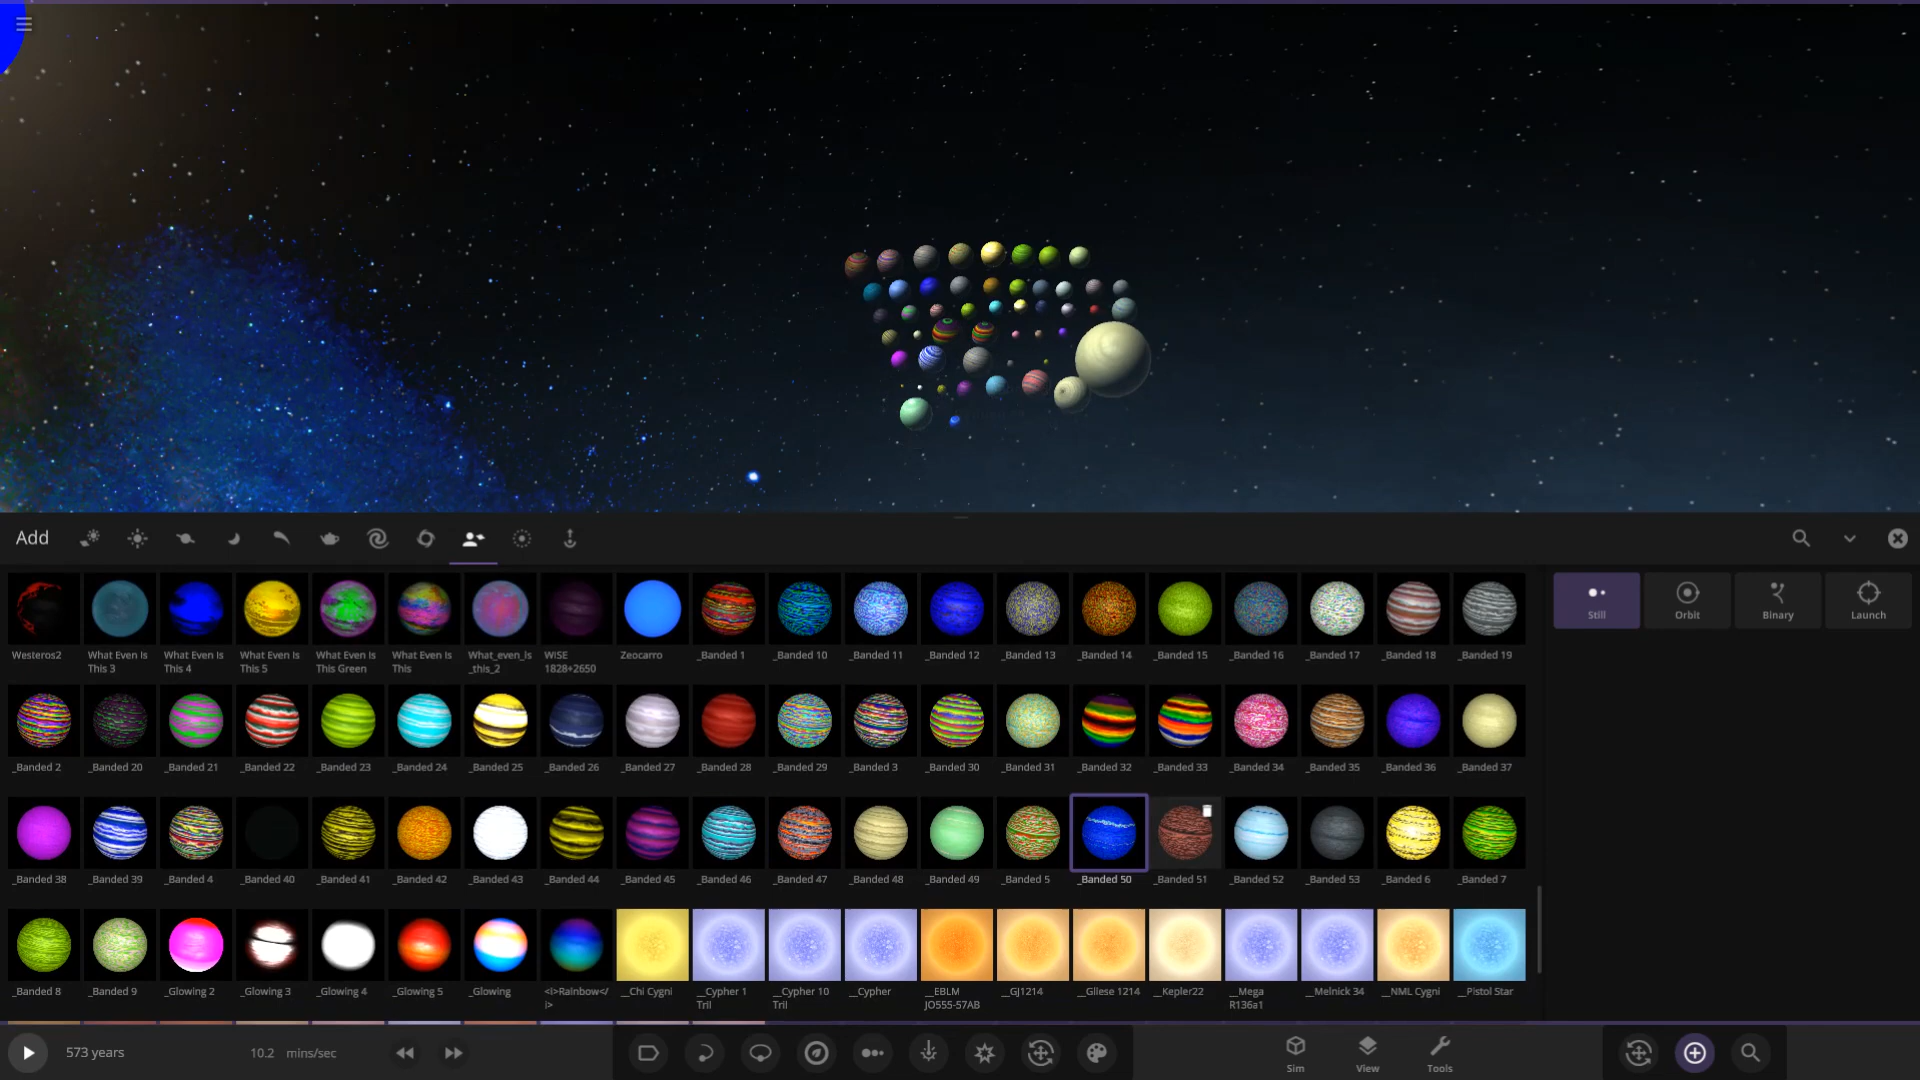 Add
Westeros2
What Even Is This 3
What Even Is This 4
What Even Is This 5
What Even Is This Green
What Even Is This
What_even_is_this_2
WISE 1828+2650
Zeocarro
_Banded 1
_Banded 10
_Banded 11
_Banded 12
_Banded 13
_Banded 14
_Banded 15
_Banded 16
_Banded 17
_Banded 18
_Banded 19
Still
Orbit
Binary
Launch
_Banded 2
_Banded 20
_Banded 21
_Banded 22
_Banded 23
_Banded 24
_Banded 25
_Banded 26
_Banded 27
_Banded 28
_Banded 29
_Banded 3
_Banded 30
_Banded 31
_Banded 32
_Banded 33
_Banded 34
_Banded 35
_Banded 36
_Banded 37
_Banded 38
_Banded 39
_Banded 4
_Banded 40
_Banded 41
_Banded 42
_Banded 43
_Banded 44
_Banded 45
_Banded 46
_Banded 47
_Banded 48
_Banded 49
_Banded 5
_Banded 50
_Banded 51
_Banded 52
_Banded 53
_Banded 6
_Banded 7
_Banded 8
_Banded 9
_Glowing 2
_Glowing 3
_Glowing 4
_Glowing 5
_Glowing
<i>Rainbow</i>
__Chi Cygni
__Cypher 1 Tril
__Cypher 10 Tril
__Cypher
__EBLM J0555-57AB
__GJ1214
__Gliese 1214
__Kepler22
__Mega R136a1
__Melnick 34
__NML Cygni
__Pistol Star
573 years
10.2 mins/sec
Sim
View
Tools